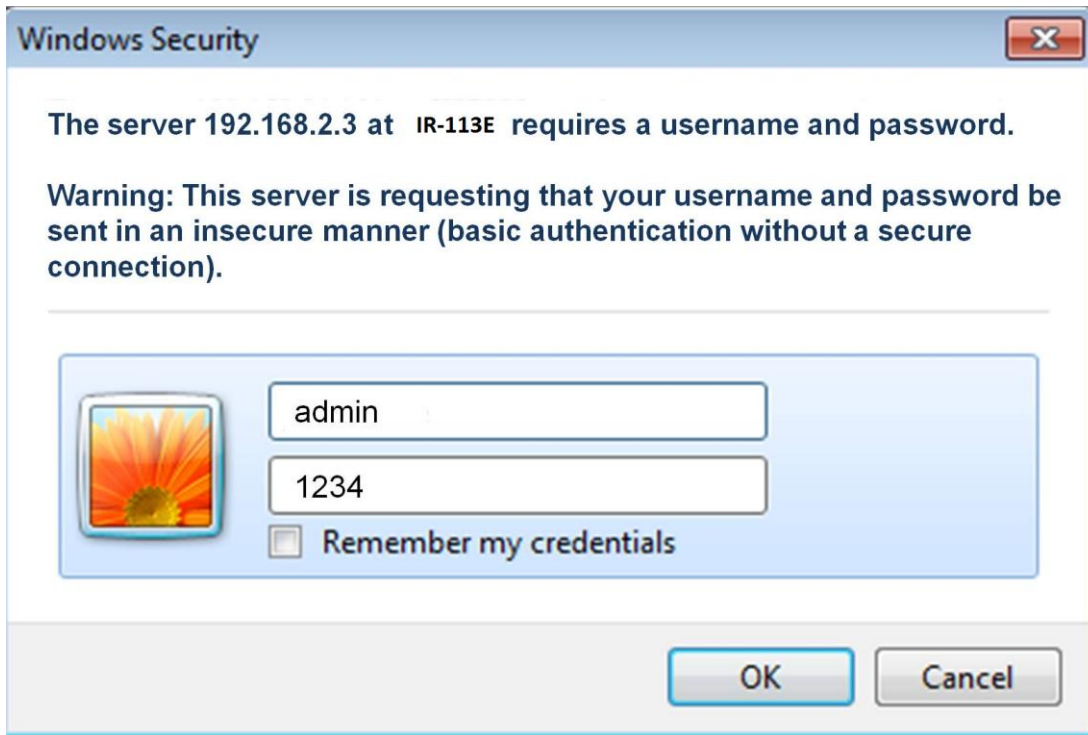 Windows Security
The server 192.168.2.3 at IR-113E requires a username and password.
Warning: This server is requesting that your username and password be
sent in an insecure manner (basic authentication without a secure
connection).
admin
1234
Remember my credentials
OK Cancel